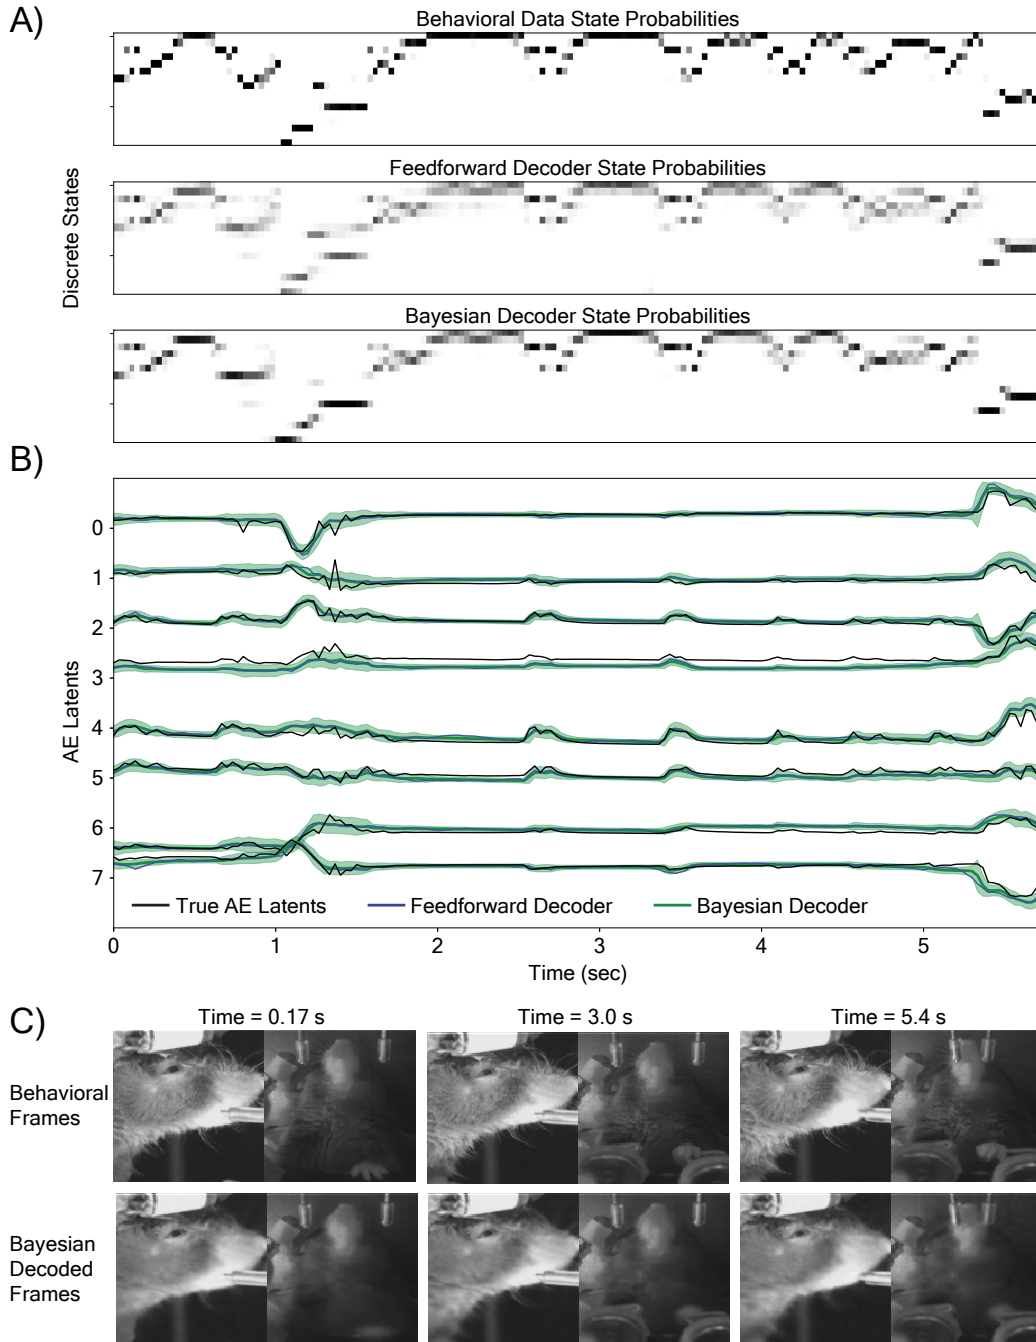 A)
Behavioral Data State Probabilities
Feedforward Decoder State Probabilities
Discrete States
Bayesian Decoder State Probabilities
B)
0
1
2
3
4
5
6
7
AE Latents
True AE Latents Feedforward Decoder Bayesian Decoder
0 1 2 3 4 5
Time (sec)
C)
Time = 0.17 s Time = 3.0 s Time = 5.4 s
Behavioral
Frames
Bayesian
Decoded
Frames